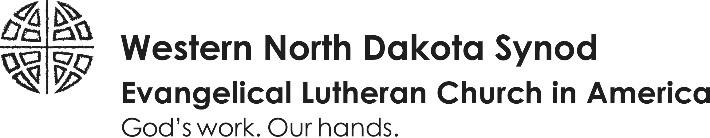 Western North Dakota Synod
Evangelical Lutheran Church in America
God's work. Our hands.